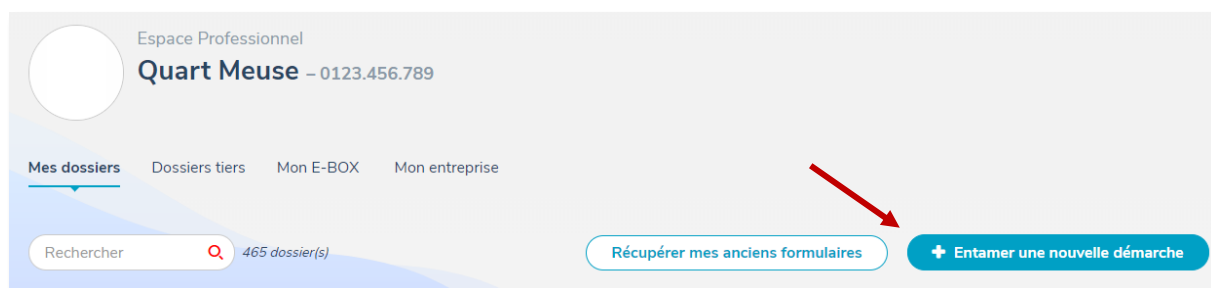 Espace Professionnel
Quart Meuse – 0123.456.789
Mes dossiers Dossiers tiers Mon E-BOX Mon entreprise
Rechercher 465 dossier(s) Récupérer mes anciens formulaires + Entamer une nouvelle démarche